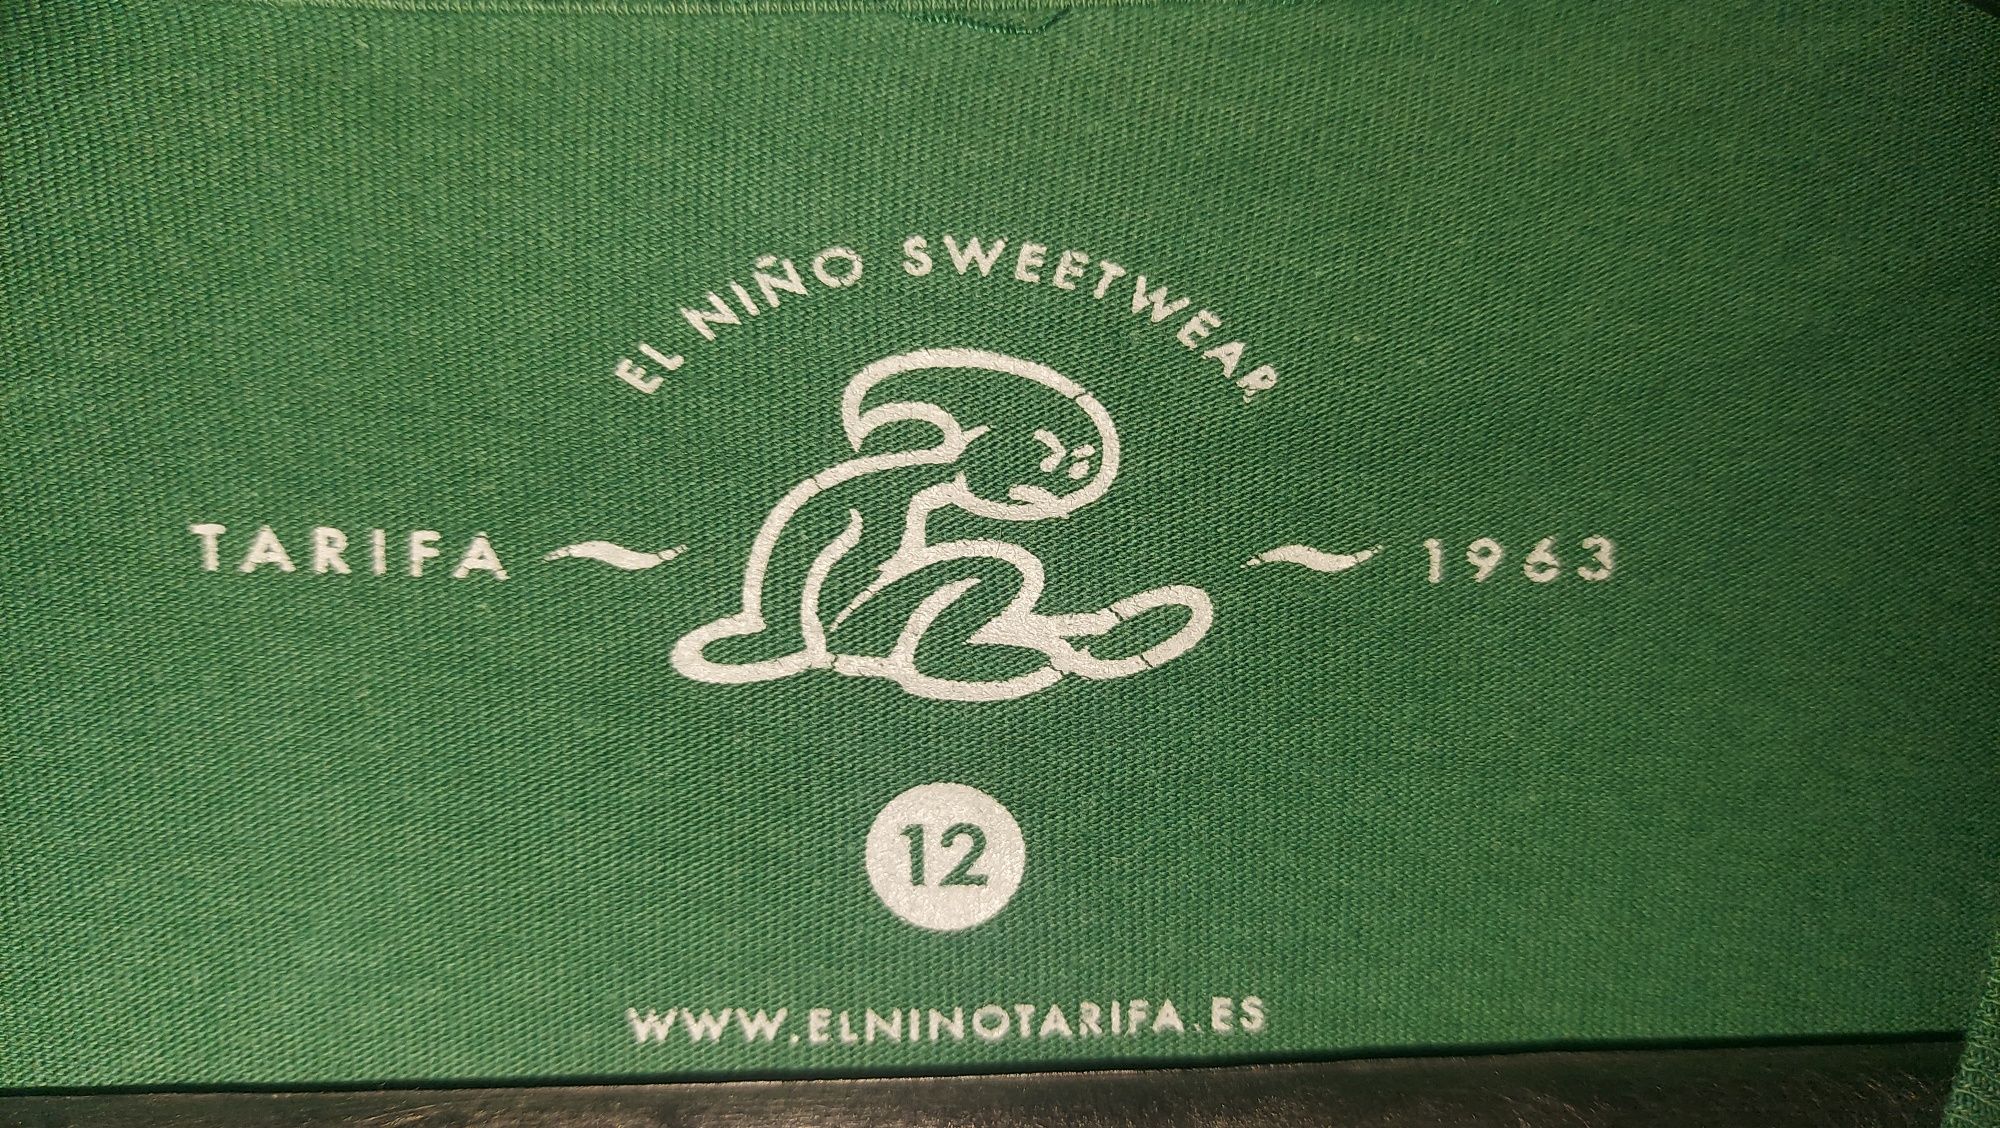 EL NIÑO SWEETWEAR
TARIFA ~ ~ 1963
12
WWW.ELNINOTARIFA.ES